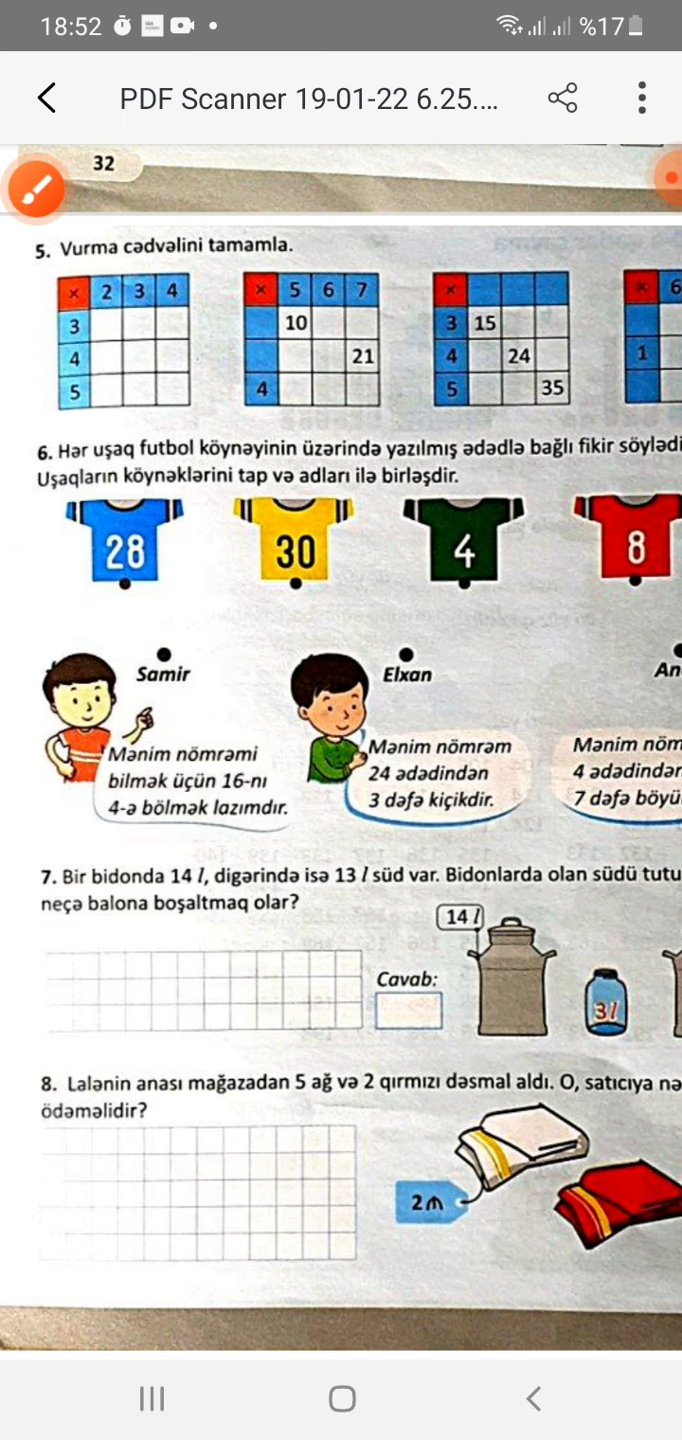 18:52
%17
PDF Scanner 19-01-22 6.25....
32
5. Vurma cədvəlini tamamla.
× 2 3 4
3
4
5
× 5 6 7
10
21
4
×
3 15
4 24
5 35
× 6
1
6. Hər uşaq futbol köynəyinin üzərində yazılmış ədədlə bağlı fikir söylədi
Uşaqların köynəklərini tap və adları ilə birləşdir.
28 30 4 8
Samir
Elxan
An
Mənim nömrəmi
bilmək üçün 16-nı
4-ə bölmək lazımdır.
Mənim nömrəm
24 ədədindən
3 dəfə kiçikdir.
Mənim nöm
4 ədədindən
7 dəfə böyü
7. Bir bidonda 14 l, digərində isə 13 l süd var. Bidonlarda olan südü tutu
neçə balona boşaltmaq olar?
14 l
Cavab:
3 l
8. Lalənin anası mağazadan 5 ağ və 2 qırmızı dəsmal aldı. O, satıcıya nə
ödəməlidir?
2 ₼